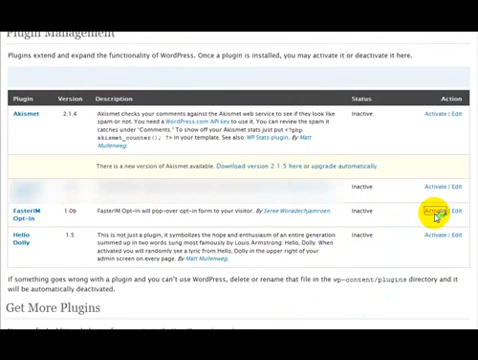 Plugin Management
Plugins extend and expand the functionality of WordPress. Once a plugin is installed, you may activate it or deactivate it here.
Plugin Version Description Status Action
Akismet 2.1.4 Akismet checks your comments against the Akismet web service to see if they look Inactive Activate | Edit
like spam or not. You need a WordPress.com API key to use it. You can review the spam it
catches under "Comments." To show off your Akismet stats just put <?php
akismet_counter(); ?> in your template. See also: WP Stats plugin. By Matt
Mullenweg.
There is a new version of Akismet available. Download version 2.1.5 here or upgrade automatically.
Inactive Activate | Edit
FasterIM 1.0b FasterIM Opt-In will pop-over opt-in form to your visitor. By Seree Woradechjamroen. Inactive Activate | Edit
Opt-In
Hello 1.5 This is not just a plugin, it symbolizes the hope and enthusiasm of an entire generation Inactive Activate | Edit
Dolly summed up in two words sung most famously by Louis Armstrong: Hello, Dolly. When
activated you will randomly see a lyric from Hello, Dolly in the upper right of your
admin screen on every page. By Matt Mullenweg.
If something goes wrong with a plugin and you can't use WordPress, delete or rename that file in the wp-content/plugins directory and it
will be automatically deactivated.
Get More Plugins